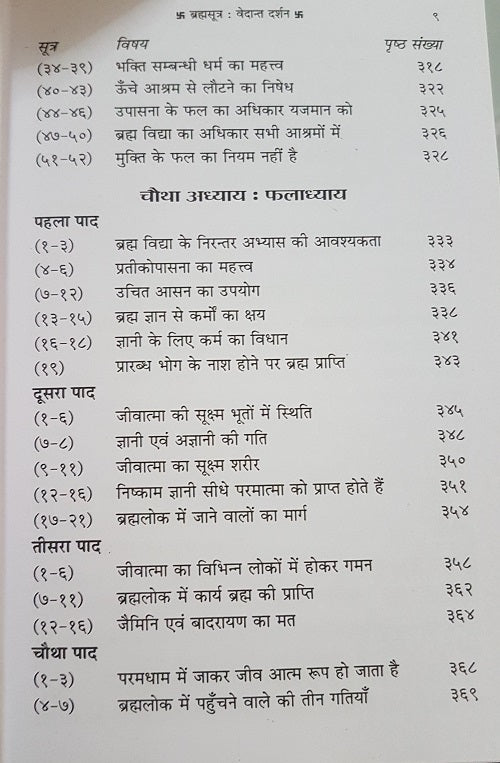 卐 ब्रह्मसूत्र : वेदान्त दर्शन 卐 ९
सूत्र विषय पृष्ठ संख्या
(३४-३९) भक्ति सम्बन्धी धर्म का महत्त्व ३१८
(४०-४३) ऊँचे आश्रम से लौटने का निषेध ३२२
(४४-४६) उपासना के फल का अधिकार यजमान को ३२५
(४७-५०) ब्रह्म विद्या का अधिकार सभी आश्रमों में ३२६
(५१-५२) मुक्ति के फल का नियम नहीं है ३२८
चौथा अध्याय : फलाध्याय
पहला पाद
(१-३) ब्रह्म विद्या के निरन्तर अभ्यास की आवश्यकता ३३३
(४-६) प्रतीकोपासना का महत्त्व ३३४
(७-१२) उचित आसन का उपयोग ३३६
(१३-१५) ब्रह्म ज्ञान से कर्मों का क्षय ३३८
(१६-१८) ज्ञानी के लिए कर्म का विधान ३४१
(१९) प्रारब्ध भोग के नाश होने पर ब्रह्म प्राप्ति ३४३
दूसरा पाद
(१-६) जीवात्मा की सूक्ष्म भूतों में स्थिति ३४५
(७-८) ज्ञानी एवं अज्ञानी की गति ३४८
(९-११) जीवात्मा का सूक्ष्म शरीर ३५०
(१२-१६) निष्काम ज्ञानी सीधे परमात्मा को प्राप्त होते हैं ३५१
(१७-२१) ब्रह्मलोक में जाने वालों का मार्ग ३५४
तीसरा पाद
(१-६) जीवात्मा का विभिन्न लोकों में होकर गमन ३५८
(७-११) ब्रह्मलोक में कार्य ब्रह्म की प्राप्ति ३६२
(१२-१६) जैमिनि एवं बादरायण का मत ३६४
चौथा पाद
(१-३) परमधाम में जाकर जीव आत्म रूप हो जाता है ३६८
(४-७) ब्रह्मलोक में पहुँचने वाले की तीन गतियाँ ३६९